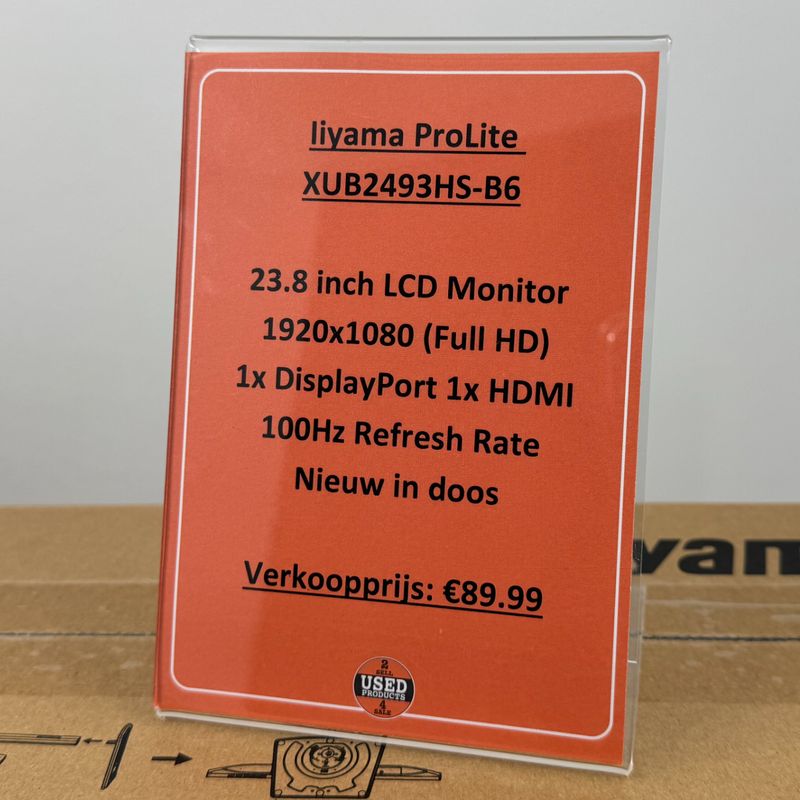 Iiyama ProLite
XUB2493HS-B6
23.8 inch LCD Monitor
1920x1080 (Full HD)
1x DisplayPort 1x HDMI
100Hz Refresh Rate
Nieuw in doos
Verkoopprijs: €89.99
2
SELL
USED
PRODUCTS
4
SALE